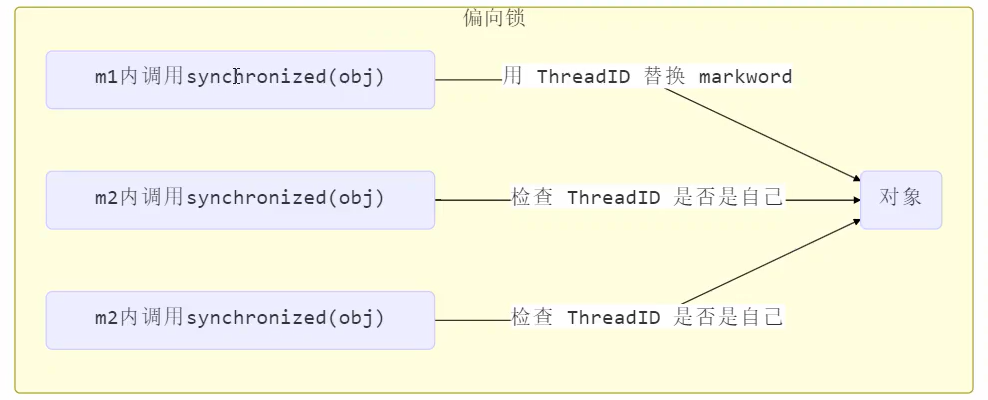 偏向锁
m1内调用synchronized(obj)
用 ThreadID 替换 markword
m2内调用synchronized(obj)
检查 ThreadID 是否是自己
对象
m2内调用synchronized(obj)
检查 ThreadID 是否是自己